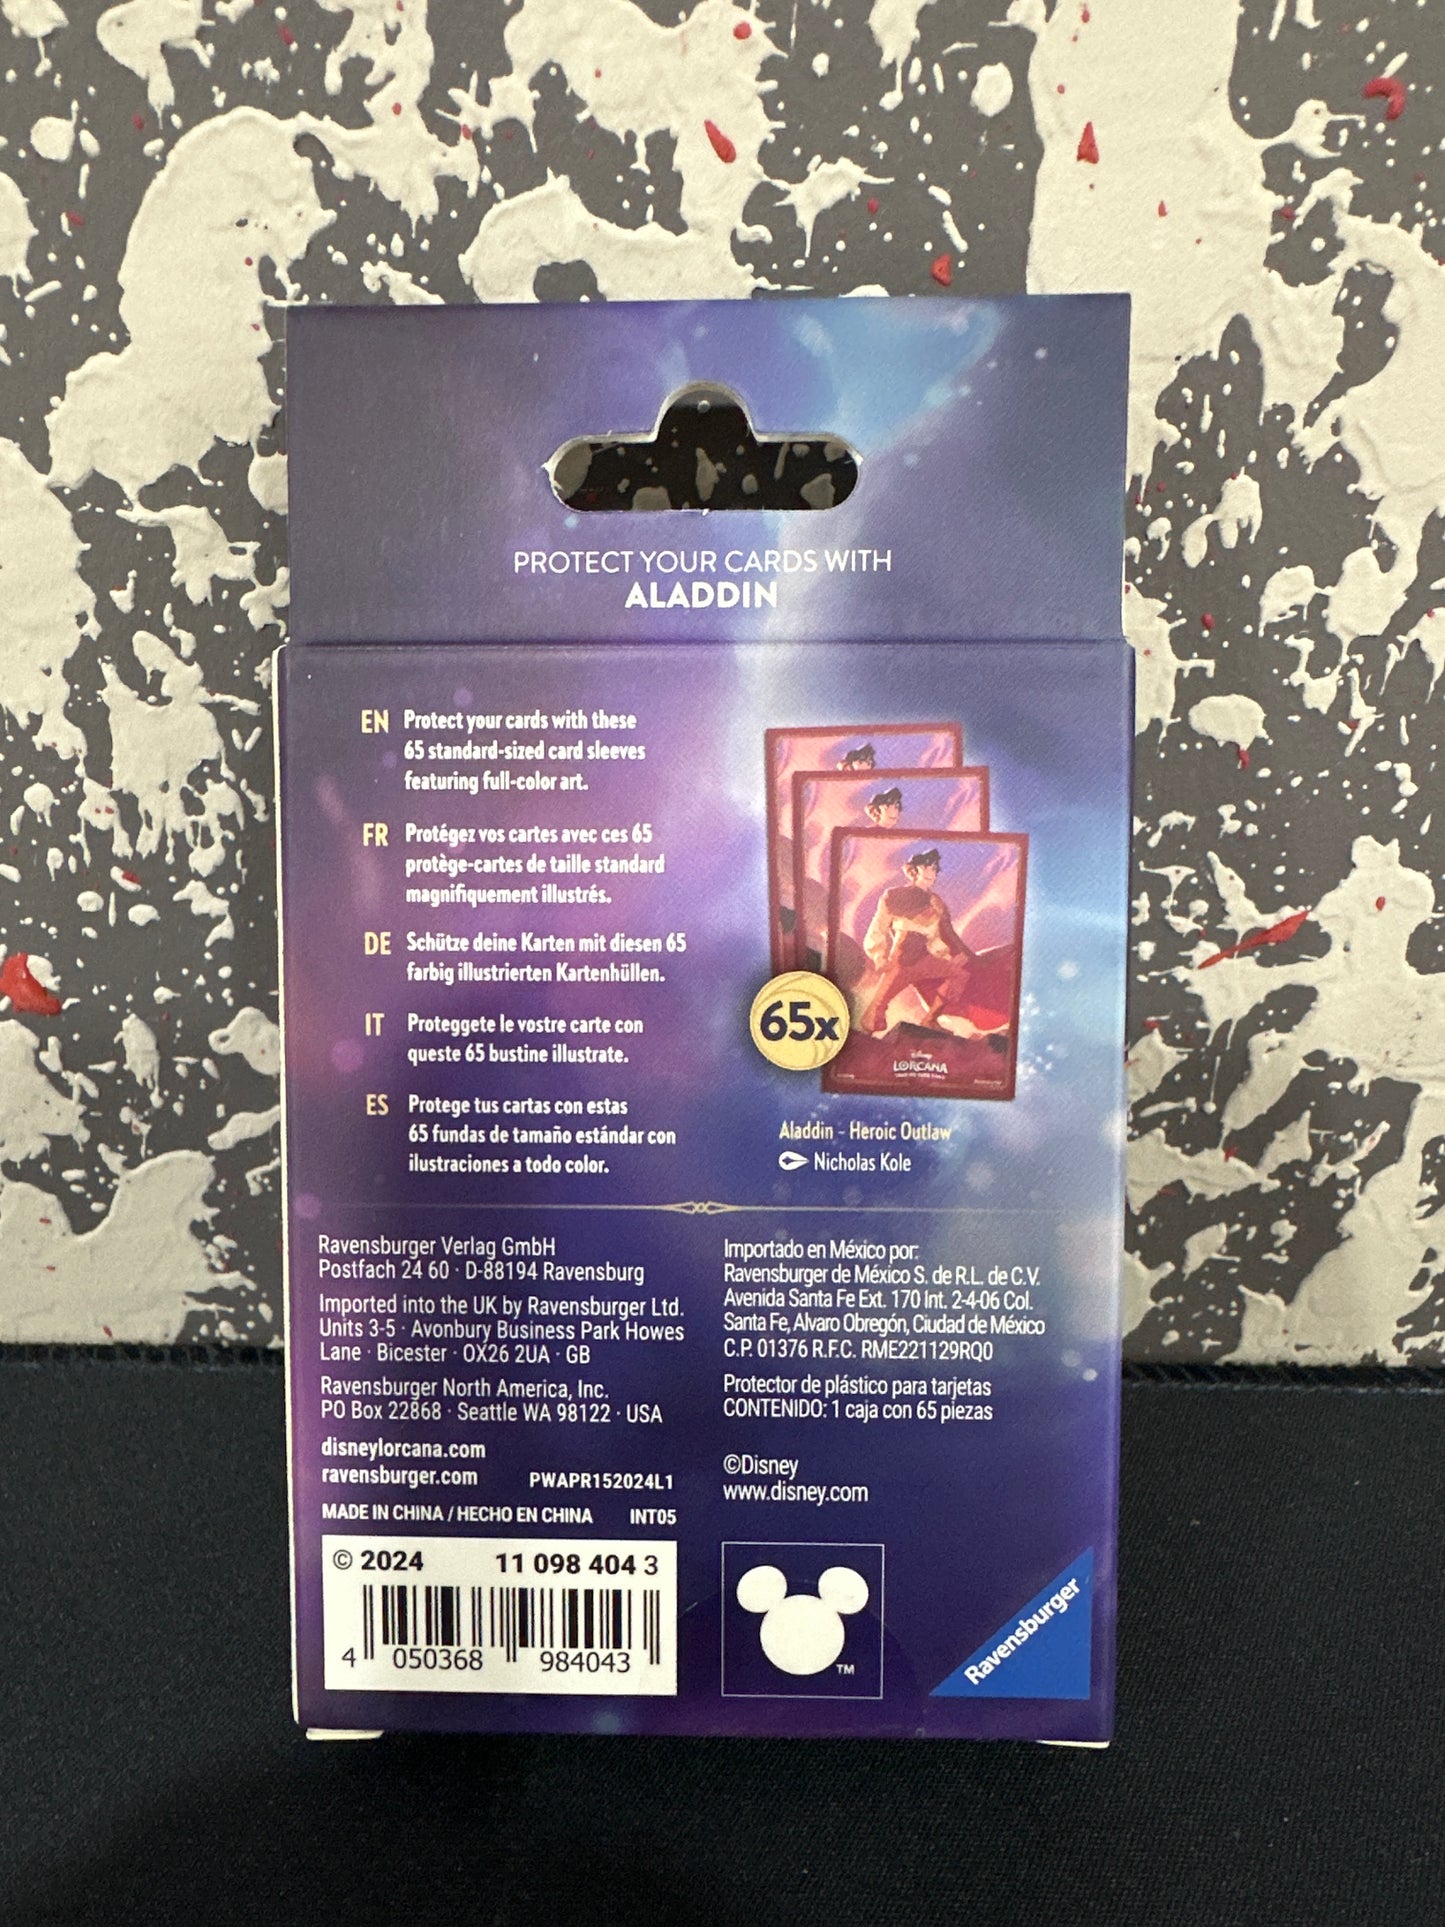 PROTECT YOUR CARDS WITH
ALADDIN
EN Protect your cards with these
65 standard-sized card sleeves
featuring full-color art.
FR Protégez vos cartes avec ces 65
protège-cartes de taille standard
magnifiquement illustrés.
DE Schütze deine Karten mit diesen 65
farbig illustrierten Kartenhüllen.
IT Proteggete le vostre carte con
queste 65 bustine illustrate.
ES Protege tus cartas con estas
65 fundas de tamaño estándar con
ilustraciones a todo color.
65x
Disney
LORCANA
Aladdin - Heroic Outlaw
Nicholas Kole
Ravensburger Verlag GmbH
Postfach 24 60 · D-88194 Ravensburg
Imported into the UK by Ravensburger Ltd.
Units 3-5 · Avonbury Business Park Howes
Lane · Bicester · OX26 2UA · GB
Ravensburger North America, Inc.
PO Box 22868 · Seattle WA 98122 · USA
disneylorcana.com
ravensburger.com PWAPR152024L1
MADE IN CHINA / HECHO EN CHINA INT05
© 2024 11 098 404 3
4 050368 984043
Importado en México por:
Ravensburger de México S. de R.L. de C.V.
Avenida Santa Fe Ext. 170 Int. 2-4-06 Col.
Santa Fe, Alvaro Obregón, Ciudad de México
C.P. 01376 R.F.C. RME221129RQ0
Protector de plástico para tarjetas
CONTENIDO: 1 caja con 65 piezas
©Disney
www.disney.com
TM
Ravensburger